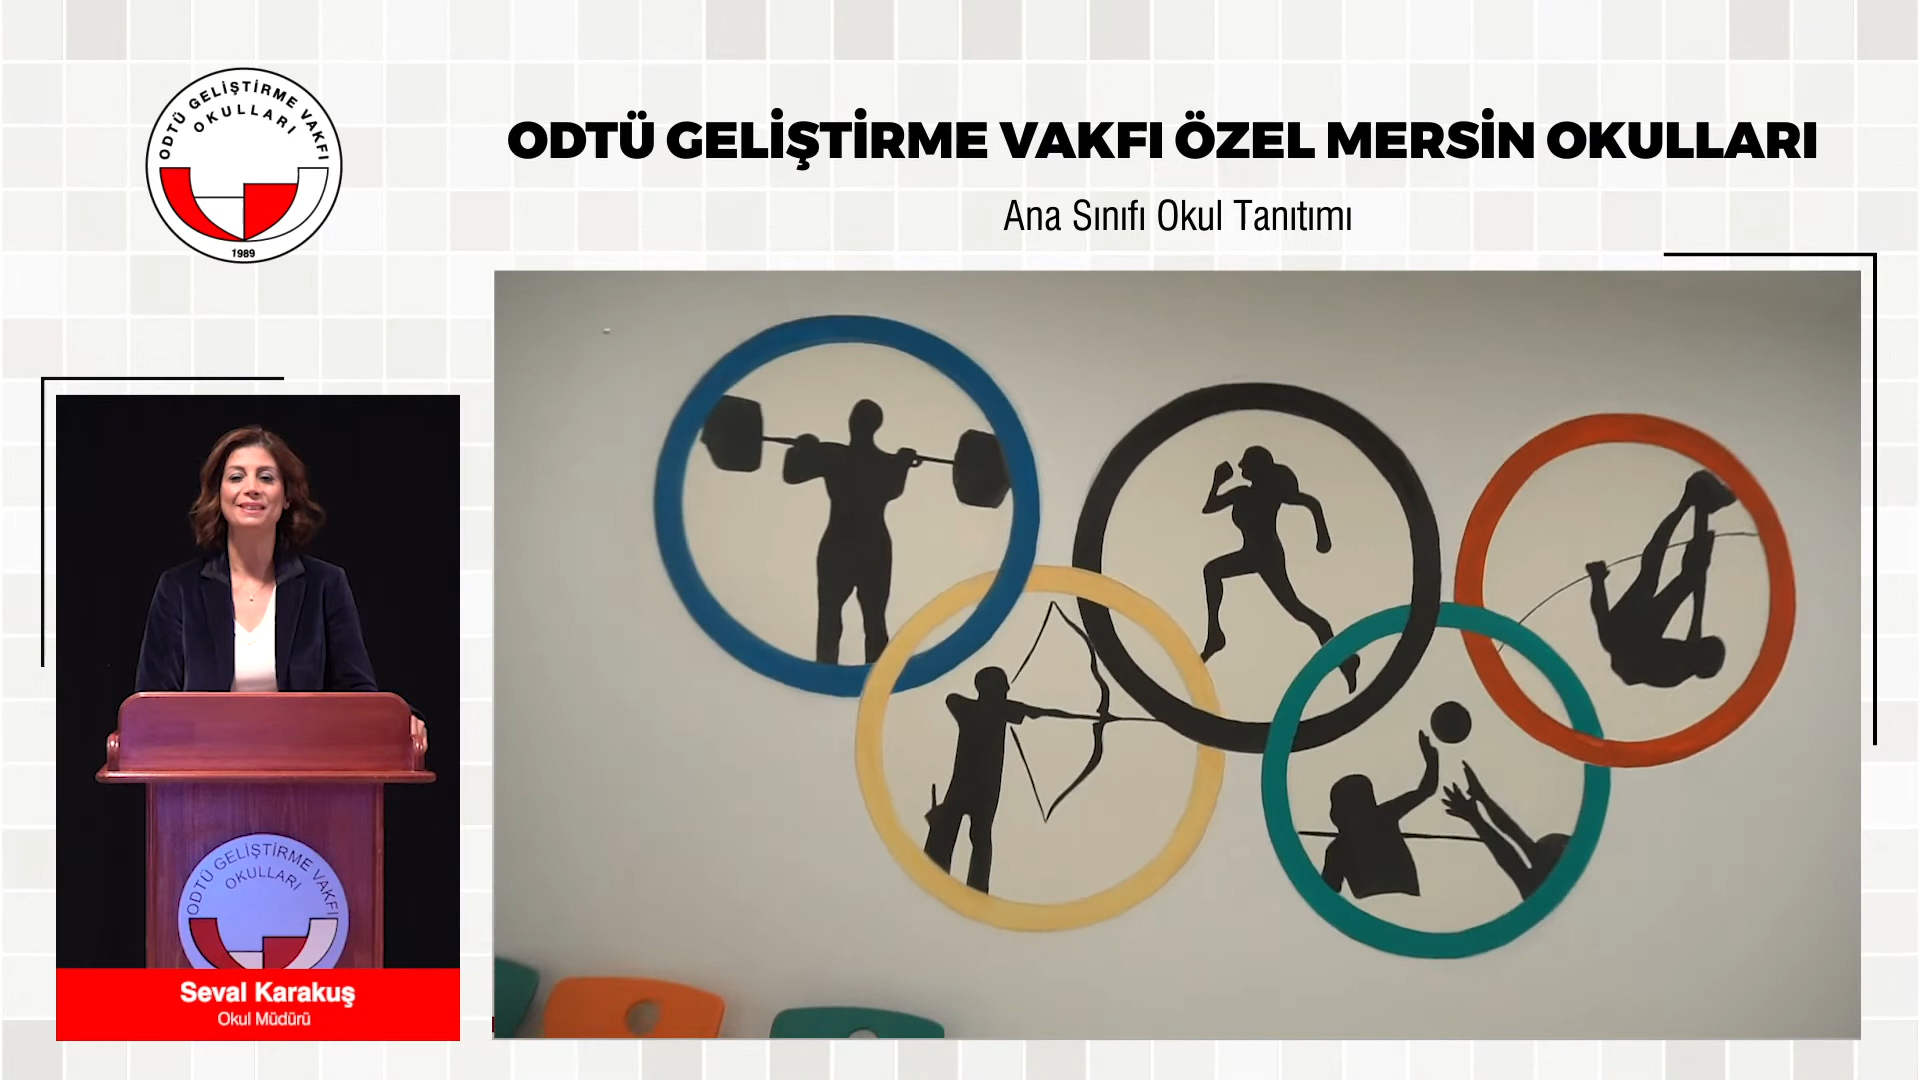 ODTÜ GELİŞTİRME VAKFI
OKULLARI
1989
ODTÜ GELİŞTİRME VAKFI ÖZEL MERSİN OKULLARI
Ana Sınıfı Okul Tanıtımı
ODTÜ GELİŞTİRME VAKFI
OKULLARI
Seval Karakuş
Okul Müdürü